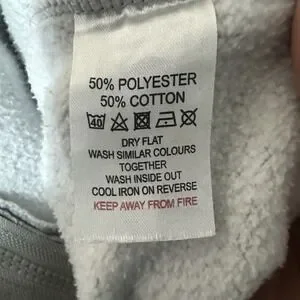 50% POLYESTER
50% COTTON
40
DRY FLAT
WASH SIMILAR COLOURS
TOGETHER
WASH INSIDE OUT
COOL IRON ON REVERSE
KEEP AWAY FROM FIRE